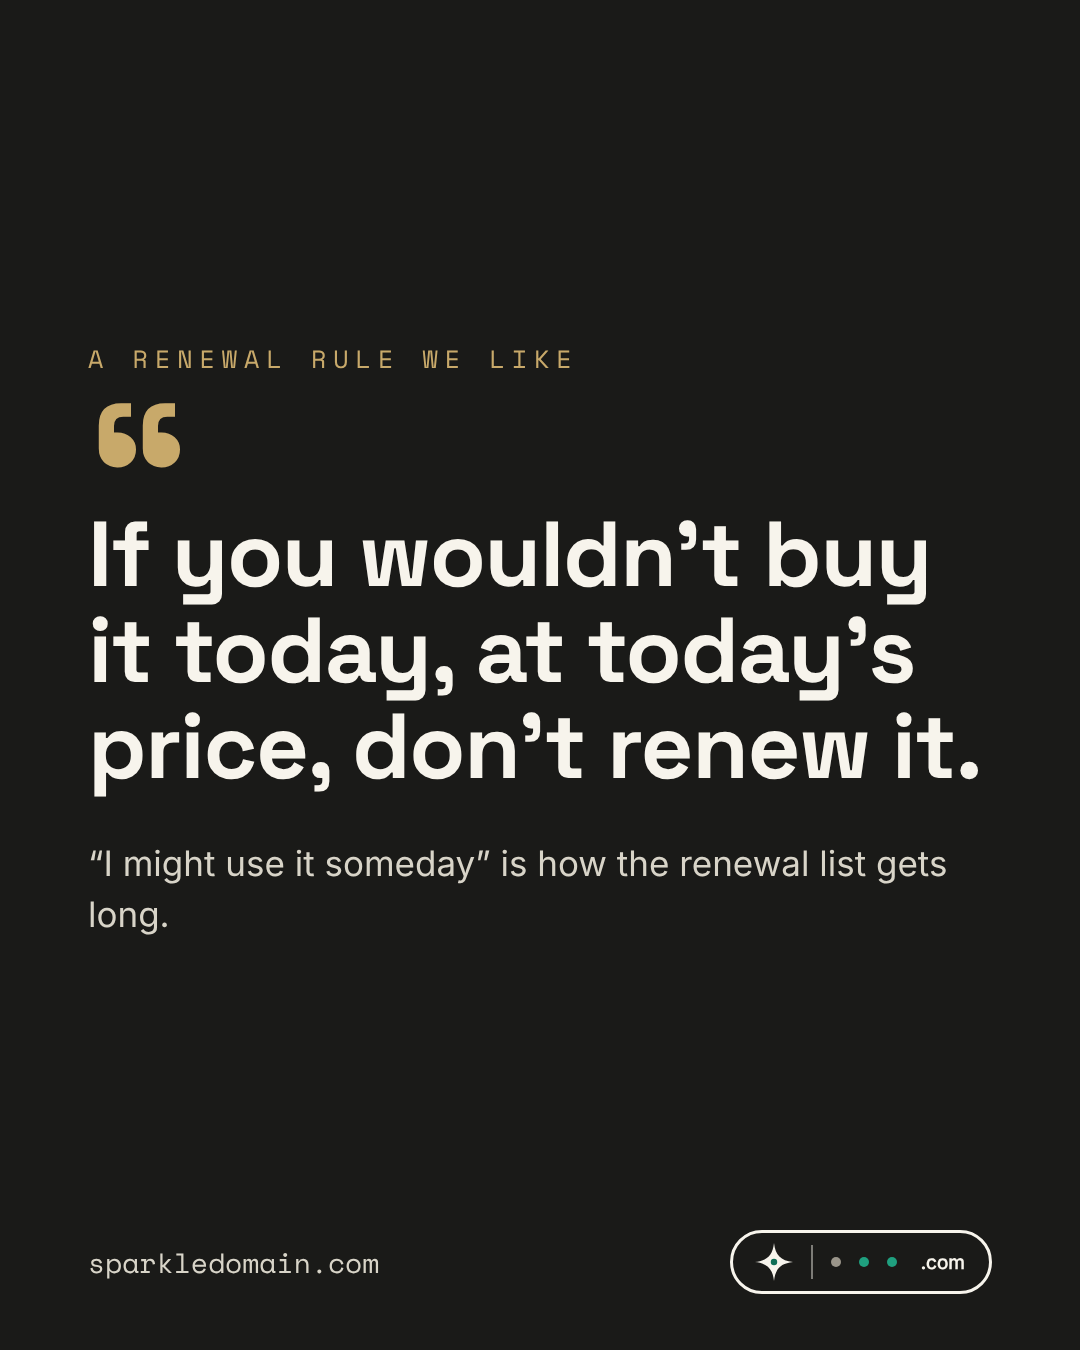 A RENEWAL RULE WE LIKE
“
If you wouldn’t buy
it today, at today’s
price, don’t renew it.
“I might use it someday” is how the renewal list gets
long.
sparkledomain.com
.com